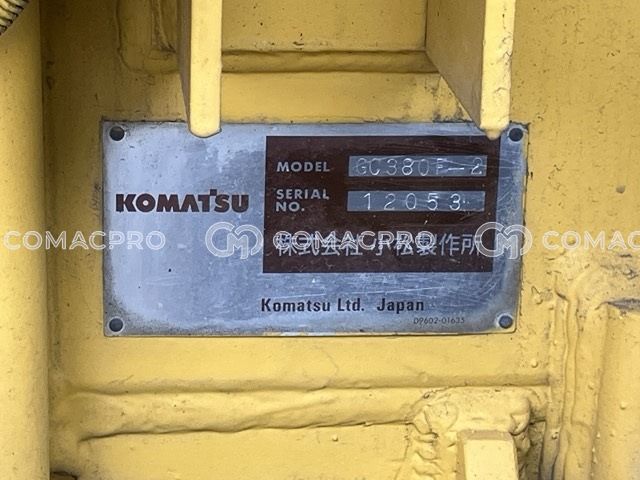 KOMATSU
MODEL GC380F-2
SERIAL NO. 12053
COMACPRO COMACPRO COMACPRO
株式会社 小松製作所
Komatsu Ltd. Japan
D9602-01635